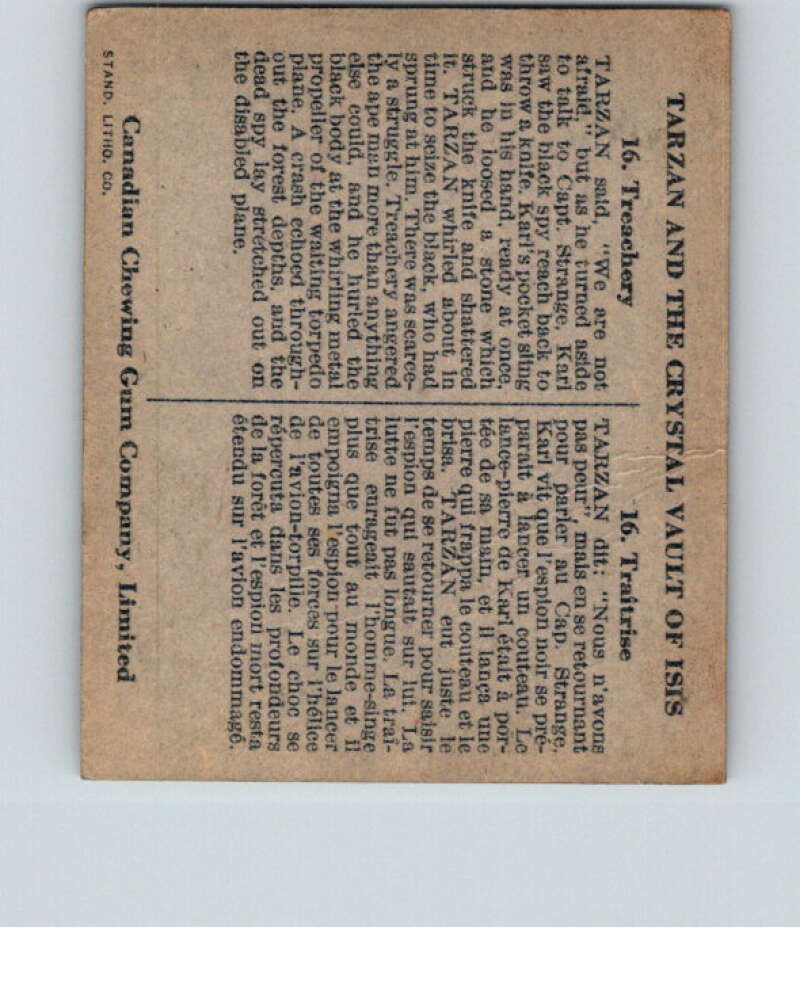 TARZAN AND THE CRYSTAL VAULT OF ISIS
16. Treachery
TARZAN said, "We are not
afraid," but as he turned aside
to talk to Capt. Strange, Karl
saw the black spy reach back to
throw a knife. Karl's pocket sling
was in his hand, ready at once,
and he loosed a stone which
struck the knife and shattered
it. TARZAN whirled about in
time to seize the black, who had
sprung at him. There was scarce-
ly a struggle. Treachery angered
the ape man more than anything
else could, and he hurled the
black body at the whirling metal
propeller of the waiting torpedo
plane. A crash echoed through-
out the forest depths, and the
dead spy lay stretched out on
the disabled plane.
16. Traîtrise
TARZAN dit: "Nous n'avons
pas peur", mais en se retournant
pour parler au Cap. Strange,
Karl vit que l'espion noir se pré-
parait à lancer un couteau. Le
lance-pierre de Karl était à por-
tée de sa main, et il lança une
pierre qui frappa le couteau et le
brisa. TARZAN eut juste le
temps de se retourner pour saisir
l'espion qui sautait sur lui. La
lutte ne fut pas longue. La traî-
trise enrageait l'homme-singe
plus que tout au monde et il
empoigna l'espion pour le lancer
de toutes ses forces sur l'hélice
de l'avion-torpille. Le choc se
répercuta dans les profondeurs
de la forêt et l'espion mort resta
étendu sur l'avion endommagé.
Canadian Chewing Gum Company, Limited
STAND. LITHO. CO.